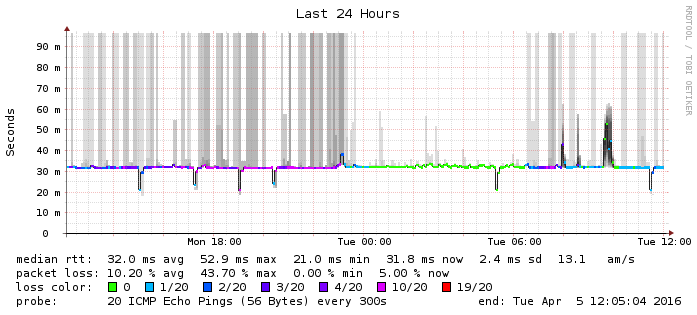 Last 24 Hours
RRDTOOL / TOBI OETIKER
Seconds
90 m
80 m
70 m
60 m
50 m
40 m
30 m
20 m
10 m
0
Mon 18:00 Tue 00:00 Tue 06:00 Tue 12:00
median rtt: 32.0 ms avg 52.9 ms max 21.0 ms min 31.8 ms now 2.4 ms sd 13.1 am/s
packet loss: 10.20 % avg 43.70 % max 0.00 % min 5.00 % now
loss color: 0 1/20 2/20 3/20 4/20 10/20 19/20
probe: 20 ICMP Echo Pings (56 Bytes) every 300s end: Tue Apr 5 12:05:04 2016